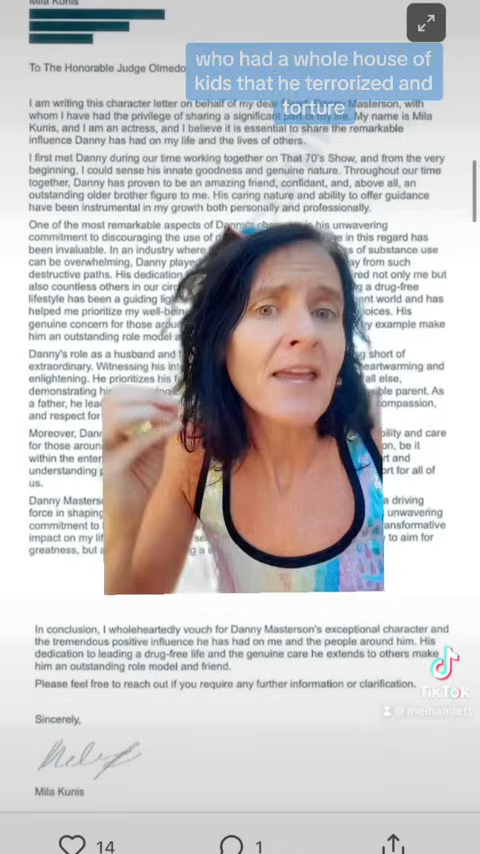 Mila Kunis
who had a whole house of
kids that he terrorized and
torture
To The Honorable Judge Olmedo
I am writing this character letter on behalf of my dear Danny Masterson, with
whom I have had the privilege of sharing a significant part of my life. My name is Mila
Kunis, and I am an actress, and I believe it is essential to share the remarkable
influence Danny has had on my life and the lives of others.
I first met Danny during our time working together on That 70's Show, and from the very
beginning, I could sense his innate goodness and genuine nature. Throughout our time
together, Danny has proven to be an amazing friend, confidant, and, above all, an
outstanding older brother figure to me. His caring nature and ability to offer guidance
have been instrumental in my growth both personally and professionally.
One of the most remarkable aspects of Danny's his unwavering
commitment to discouraging the use of in this regard has
been invaluable. In an industry where of substance use
can be overwhelming, Danny from such
destructive paths. His dedication not only me but
also countless others in our a drug-free
lifestyle has been a guiding world and has
helped me prioritize my
genuine concern for those example make
him an outstanding role model
Danny's role as a husband and short of
extraordinary. Witnessing his heartwarming and
enlightening. He prioritizes his all else,
demonstrating his parent. As
a father, he compassion,
and respect for
Moreover, and care
for those be it
within the and
understanding for all of
us.
Danny a driving
force in unwavering
commitment to
impact on my to aim for
greatness, but
In conclusion, I wholeheartedly vouch for Danny Masterson's exceptional character and
the tremendous positive influence he has had on me and the people around him. His
dedication to leading a drug-free life and the genuine care he extends to others make
him an outstanding role model and friend.
Please feel free to reach out if you require any further information or clarification.
TikTok
@meihamlett
Sincerely,
Mila Kunis
14
1